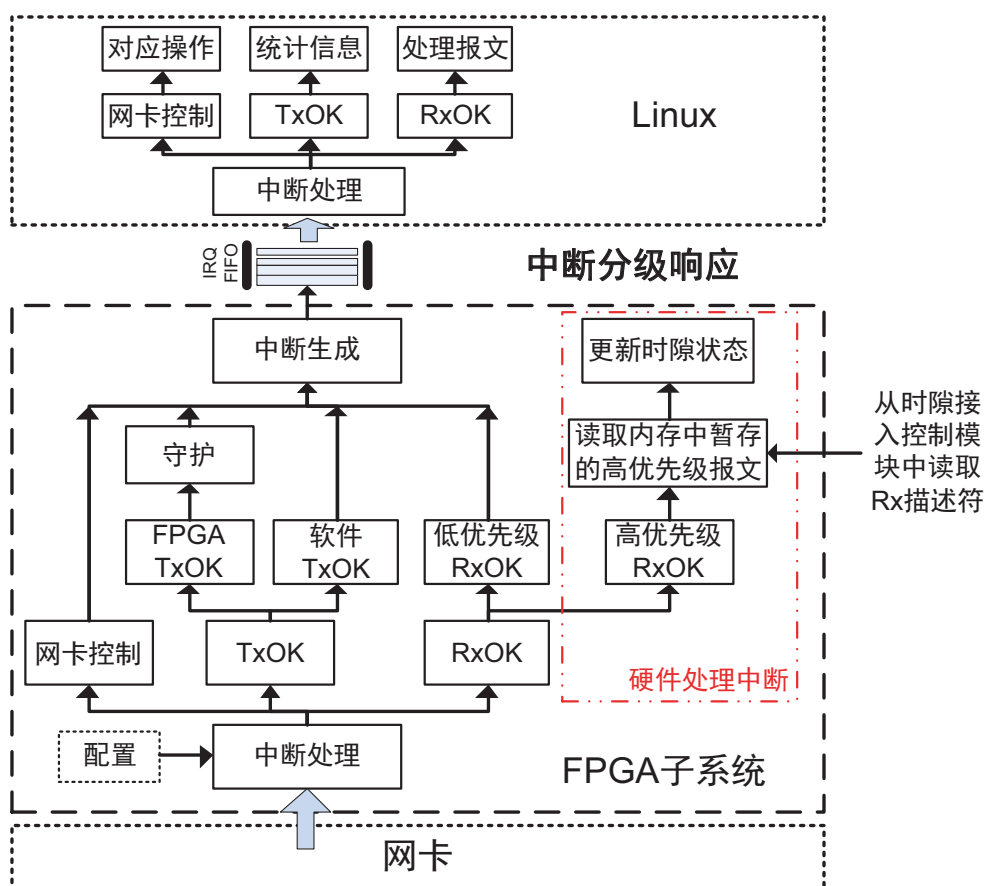 对应操作
统计信息
处理报文
网卡控制
TxOK
RxOK
Linux
中断处理
IRQ
FIFO
中断分级响应
中断生成
更新时隙状态
守护
读取内存中暂存
的高优先级报文
从时隙接
入控制模
块中读取
Rx描述符
FPGA
TxOK
软件
TxOK
低优先级
RxOK
高优先级
RxOK
网卡控制
TxOK
RxOK
硬件处理中断
配置
中断处理
FPGA子系统
网卡